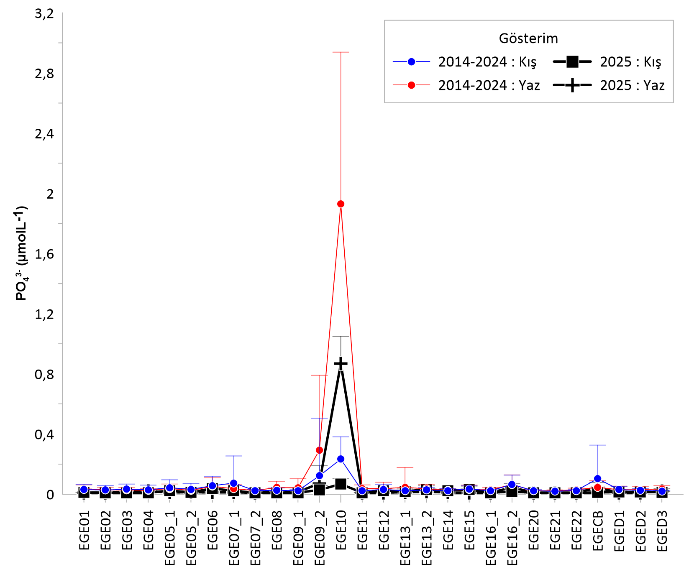 3,2
2,8
2,4
2
1,6
1,2
0,8
0,4
0
PO₄³⁻ (µmolL⁻¹)
Gösterim
2014-2024 : Kış
2025 : Kış
2014-2024 : Yaz
2025 : Yaz
EGE01
EGE02
EGE03
EGE04
EGE05_1
EGE05_2
EGE06
EGE07_1
EGE07_2
EGE08
EGE09_1
EGE09_2
EGE10
EGE11
EGE12
EGE13_1
EGE13_2
EGE14
EGE15
EGE16_1
EGE16_2
EGE20
EGE21
EGE22
EGECB
EGED1
EGED2
EGED3